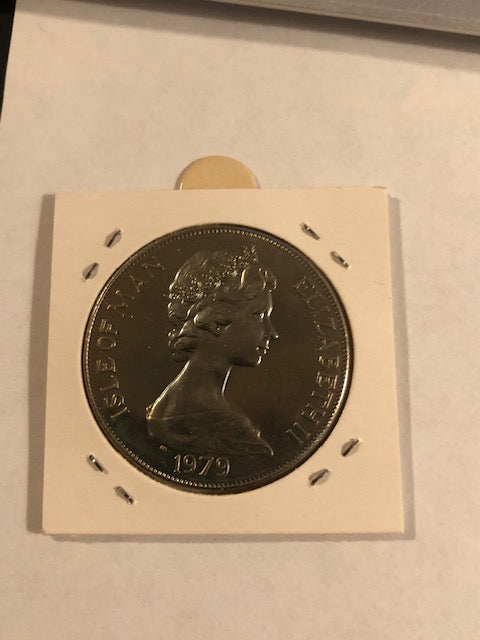 ISLE OF MAN
ELIZABETH II
1979